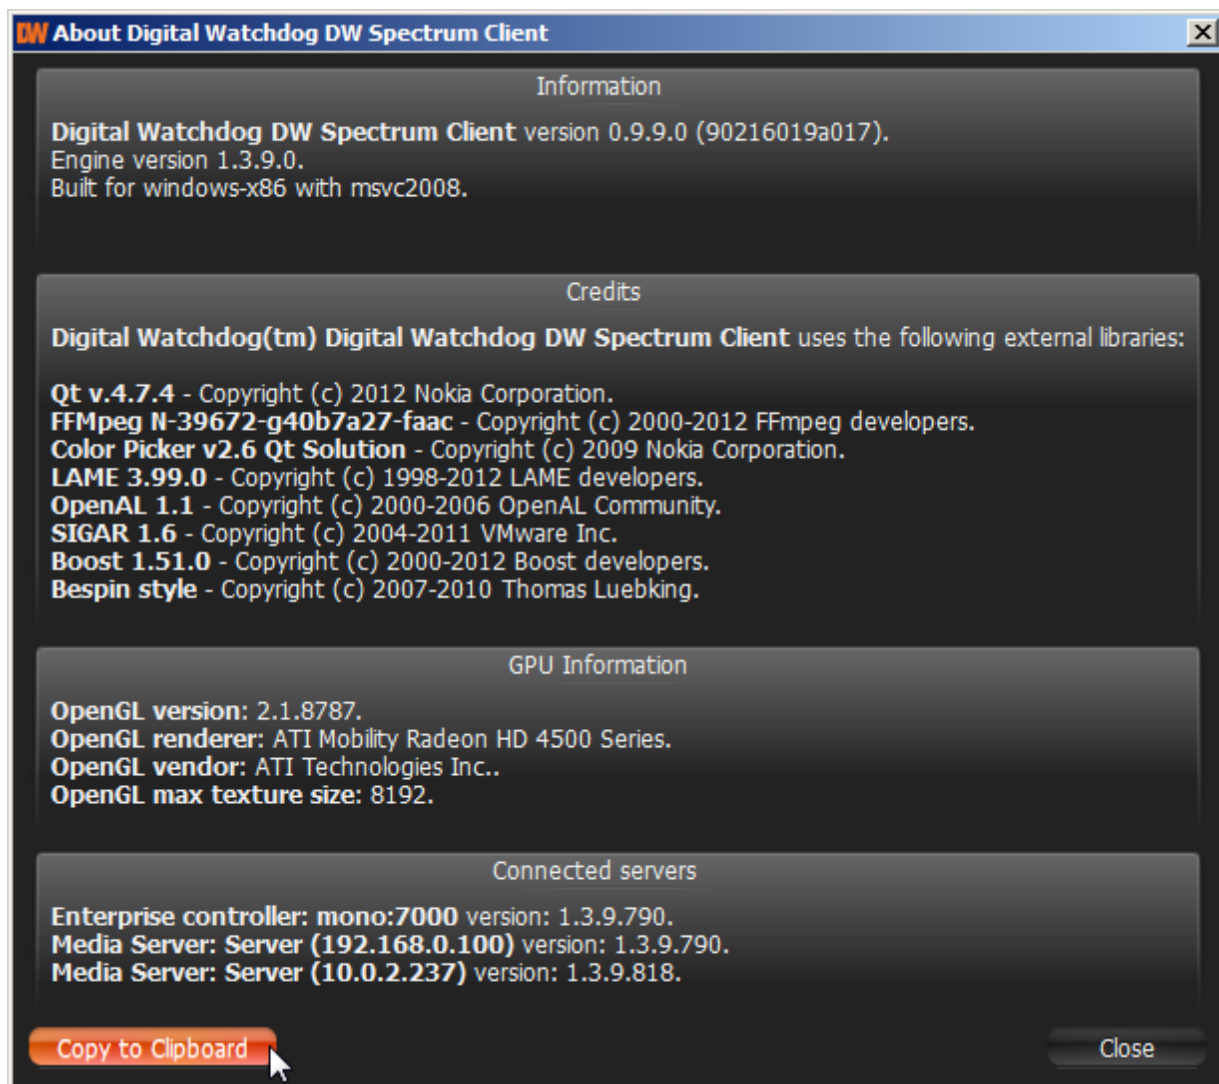 DW About Digital Watchdog DW Spectrum Client
Information
Digital Watchdog DW Spectrum Client version 0.9.9.0 (90216019a017).
Engine version 1.3.9.0.
Built for windows-x86 with msvc2008.
Credits
Digital Watchdog(tm) Digital Watchdog DW Spectrum Client uses the following external libraries:
Qt v.4.7.4 - Copyright (c) 2012 Nokia Corporation.
FFMpeg N-39672-g40b7a27-faac - Copyright (c) 2000-2012 FFmpeg developers.
Color Picker v2.6 Qt Solution - Copyright (c) 2009 Nokia Corporation.
LAME 3.99.0 - Copyright (c) 1998-2012 LAME developers.
OpenAL 1.1 - Copyright (c) 2000-2006 OpenAL Community.
SIGAR 1.6 - Copyright (c) 2004-2011 VMware Inc.
Boost 1.51.0 - Copyright (c) 2000-2012 Boost developers.
Bespin style - Copyright (c) 2007-2010 Thomas Luebking.
GPU Information
OpenGL version: 2.1.8787.
OpenGL renderer: ATI Mobility Radeon HD 4500 Series.
OpenGL vendor: ATI Technologies Inc..
OpenGL max texture size: 8192.
Connected servers
Enterprise controller: mono:7000 version: 1.3.9.790.
Media Server: Server (192.168.0.100) version: 1.3.9.790.
Media Server: Server (10.0.2.237) version: 1.3.9.818.
Copy to Clipboard
Close